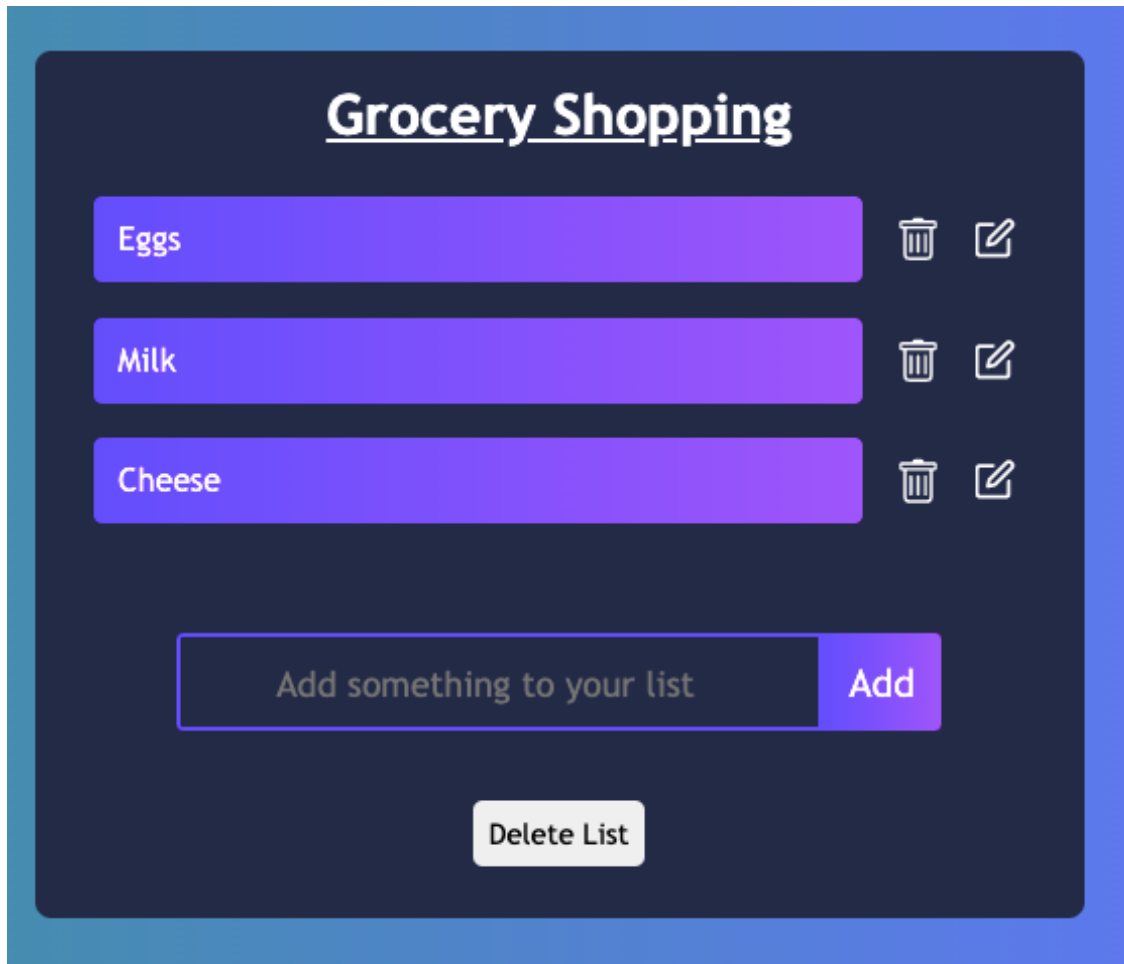 Grocery Shopping
Eggs
Milk
Cheese
Add something to your list
Add
Delete List